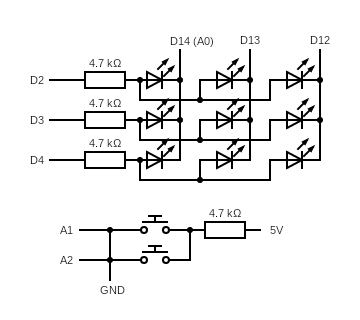 D14 (A0) D13 D12
4.7 kΩ
D2
4.7 kΩ
D3
4.7 kΩ
D4
4.7 kΩ
A1 5V
A2
GND